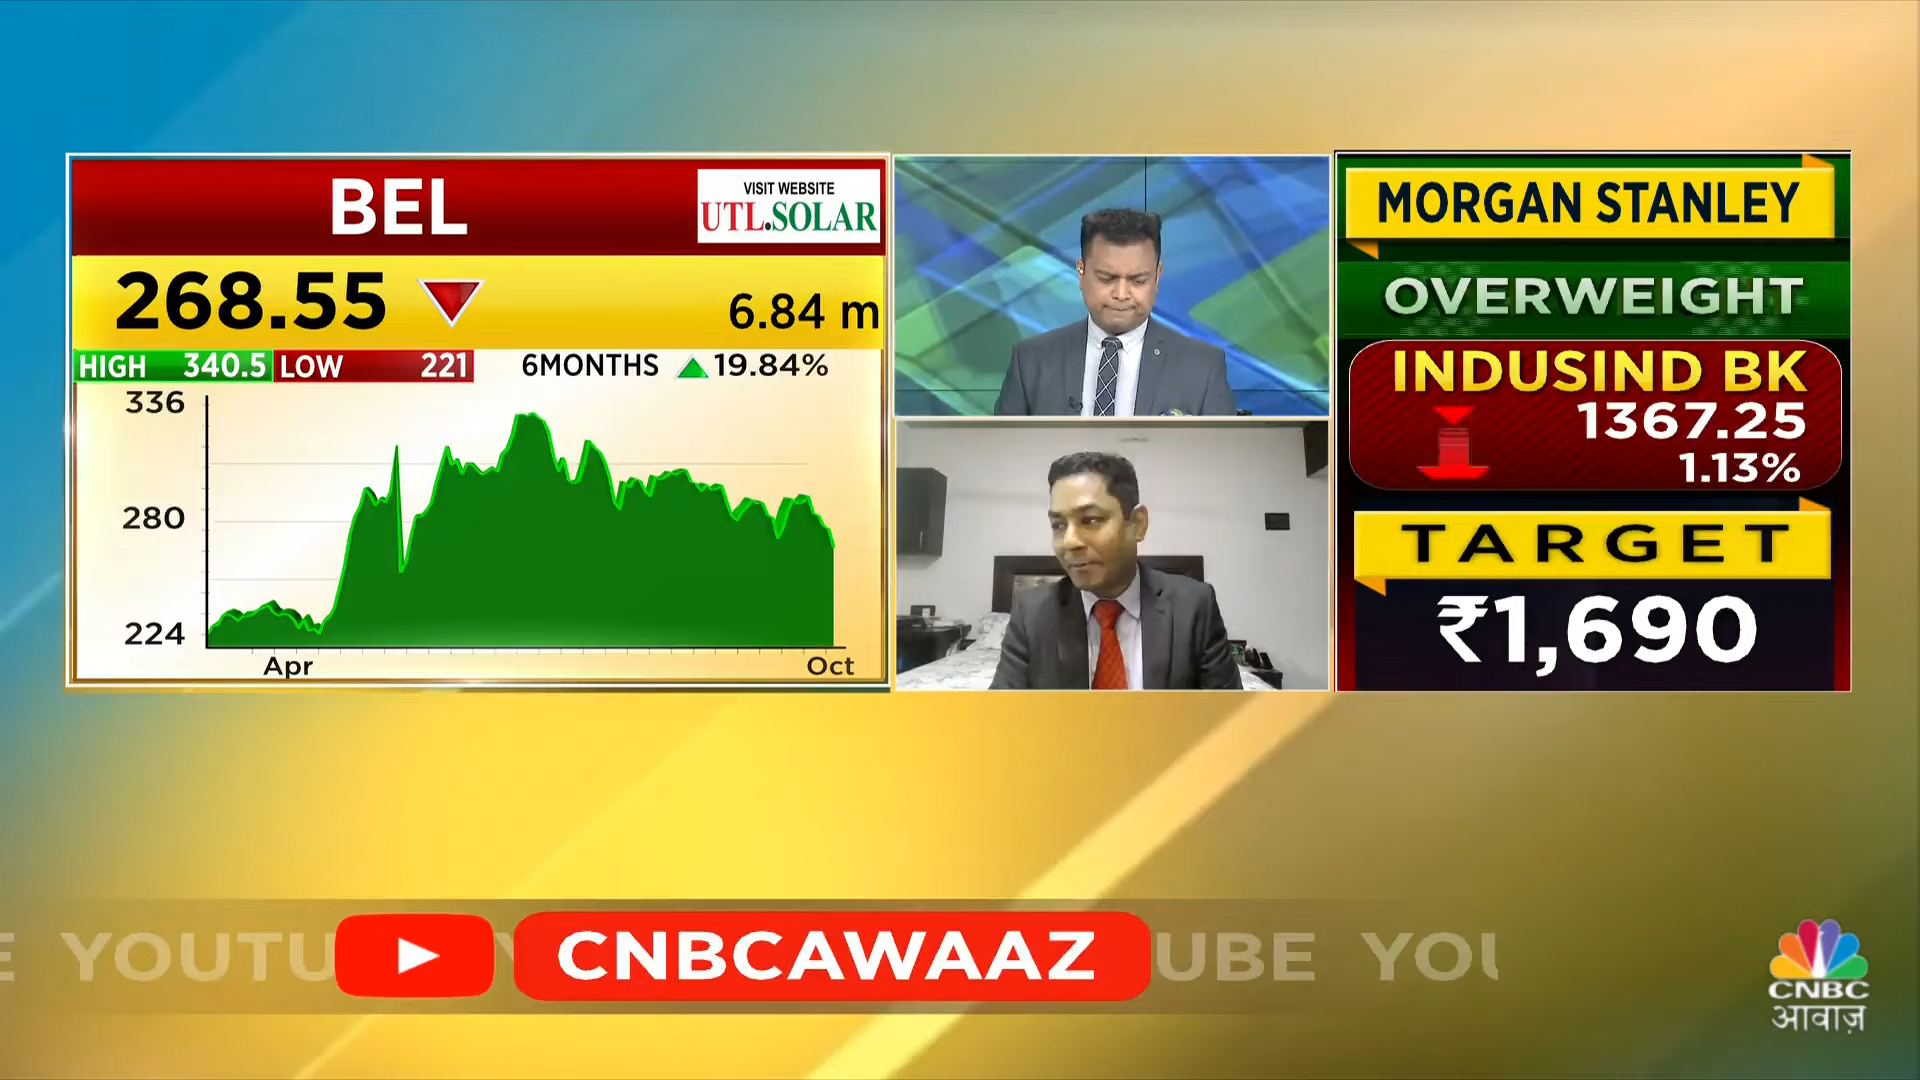 BEL
VISIT WEBSITE
UTL.SOLAR
268.55
6.84 m
HIGH 340.5 LOW 221 6MONTHS 19.84%
336
280
224
Apr Oct
MORGAN STANLEY
OVERWEIGHT
INDUSIND BK
1367.25
1.13%
TARGET
₹1,690
E YOUTU CNBCAWAAZ UBE YOU
CNBC
आवाज़